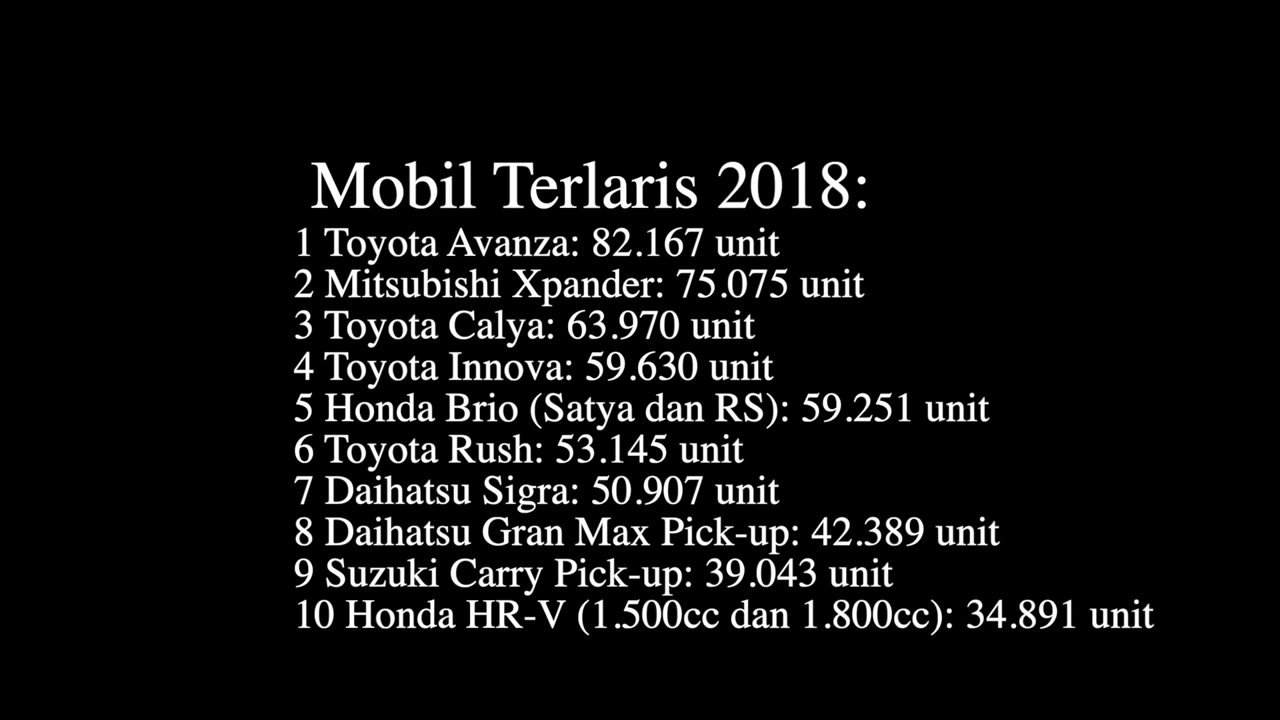 Mobil Terlaris 2018:
1 Toyota Avanza: 82.167 unit
2 Mitsubishi Xpander: 75.075 unit
3 Toyota Calya: 63.970 unit
4 Toyota Innova: 59.630 unit
5 Honda Brio (Satya dan RS): 59.251 unit
6 Toyota Rush: 53.145 unit
7 Daihatsu Sigra: 50.907 unit
8 Daihatsu Gran Max Pick-up: 42.389 unit
9 Suzuki Carry Pick-up: 39.043 unit
10 Honda HR-V (1.500cc dan 1.800cc): 34.891 unit